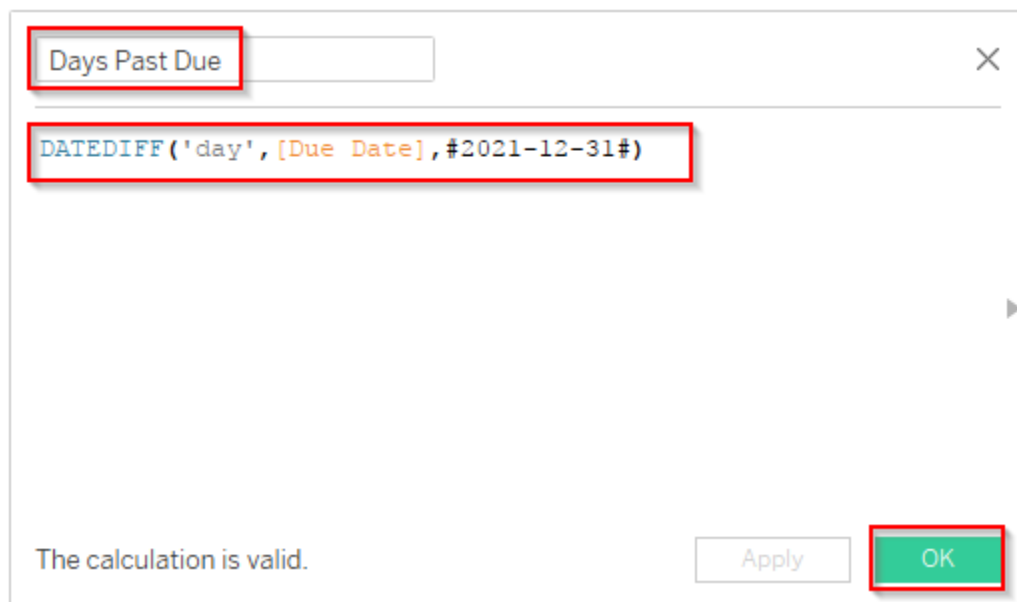 Days Past Due
DATEDIFF('day',[Due Date],#2021-12-31#)
The calculation is valid.
Apply
OK